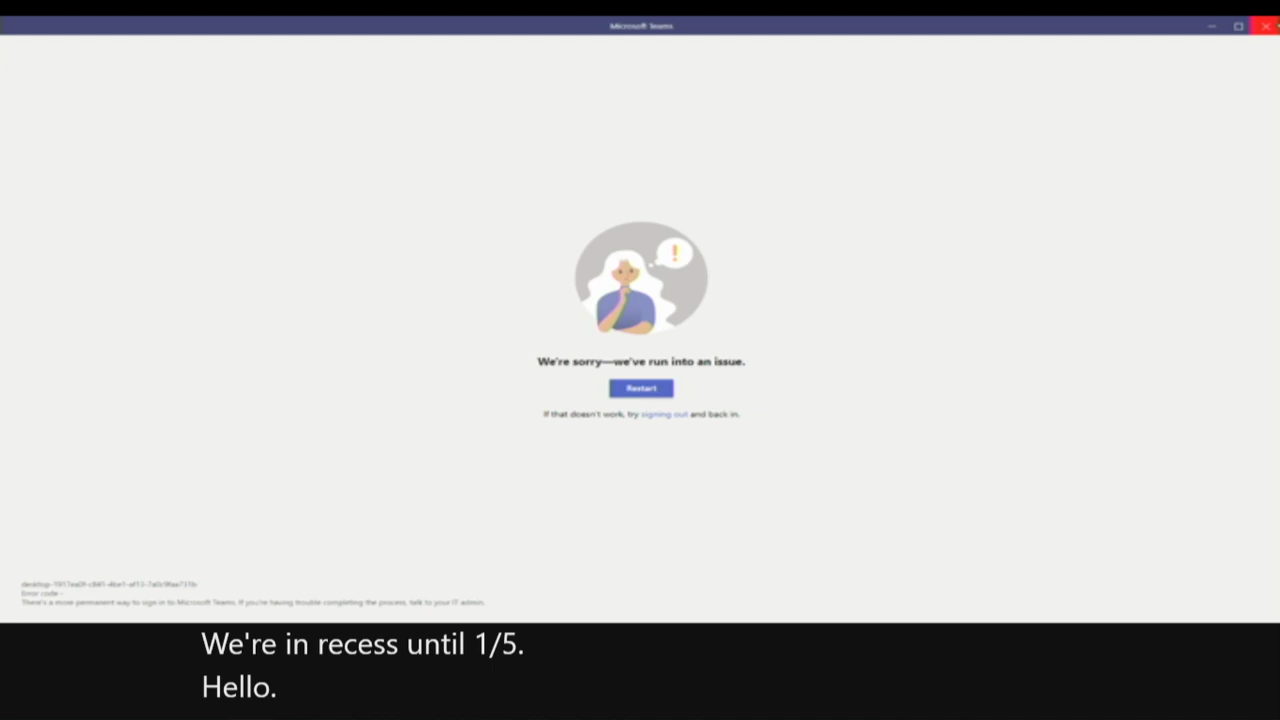 Microsoft Teams
!
We're sorry—we've run into an issue.
Restart
If that doesn't work, try signing out and back in.
Error code -
There's a more permanent way to sign in to Microsoft Teams. If you're having trouble completing the process, talk to your IT admin.
We're in recess until 1/5.
Hello.